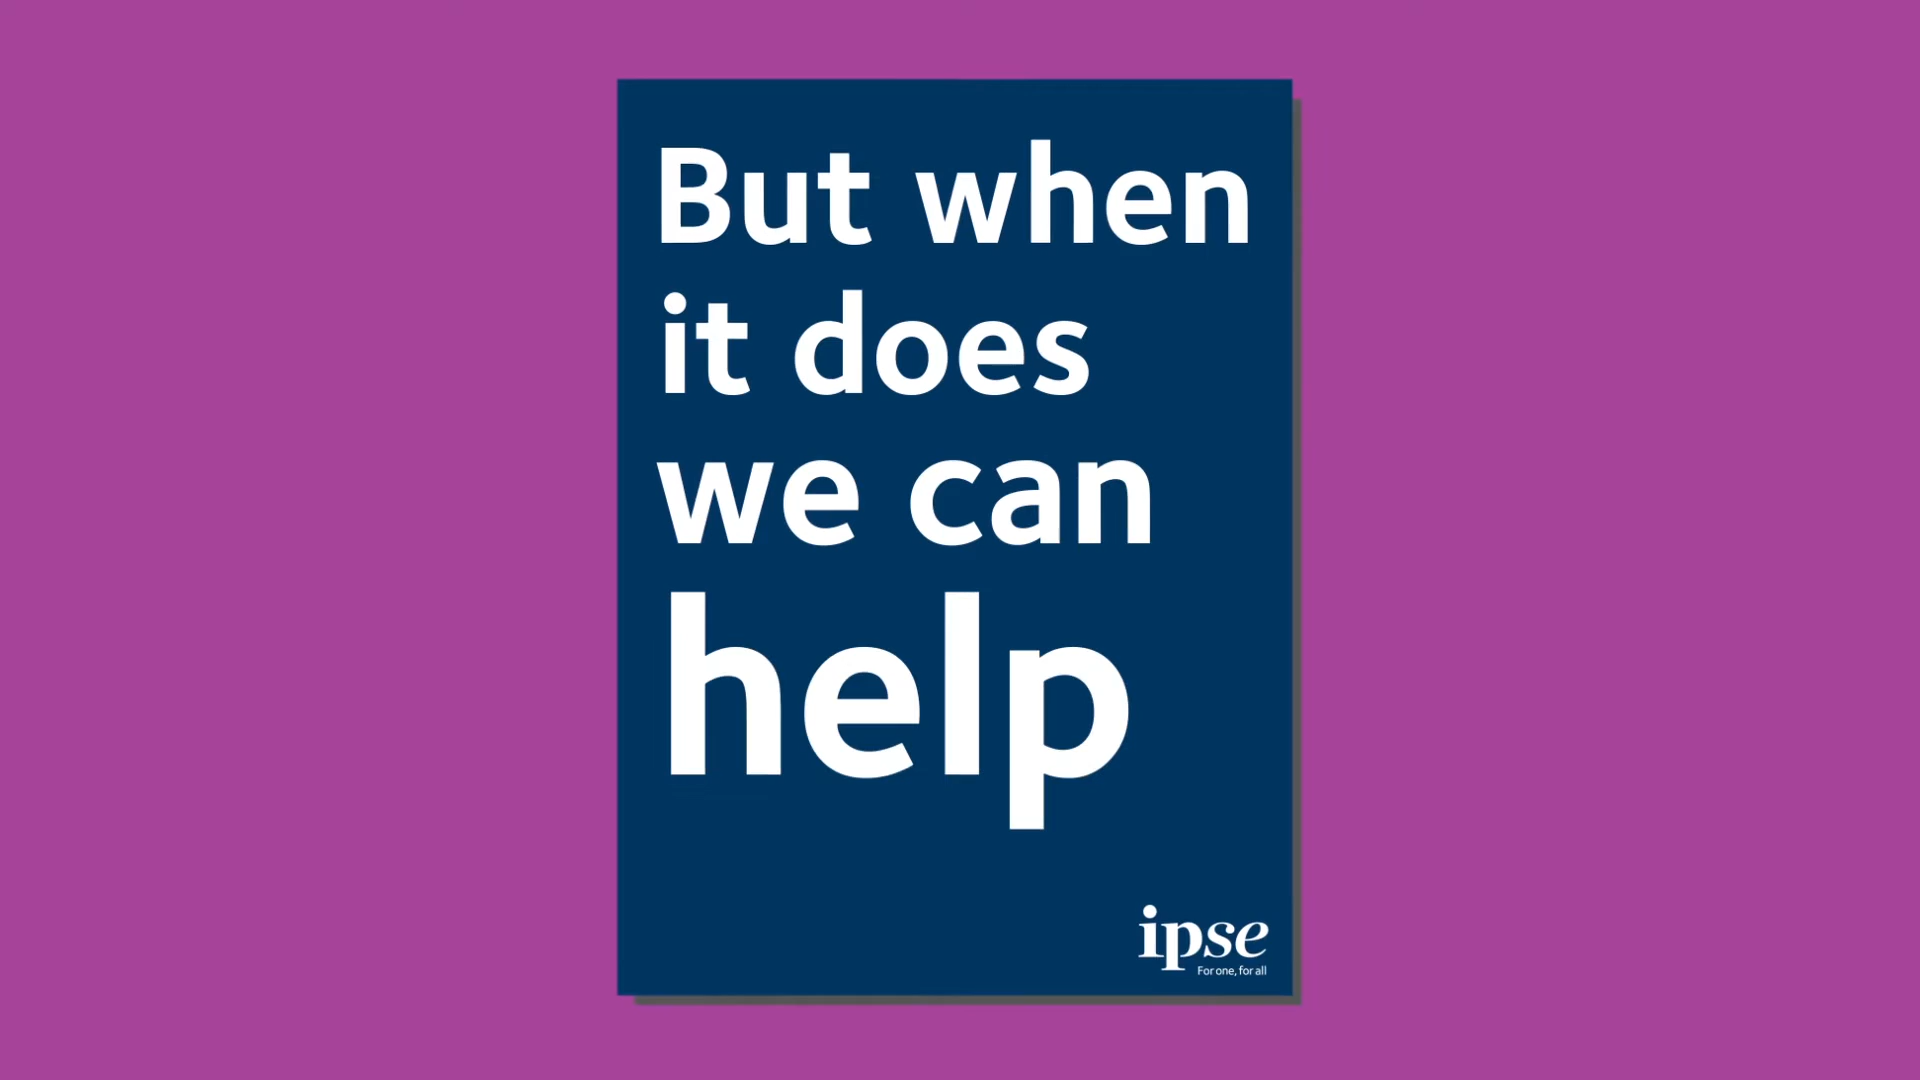 But when
it does
we can
help
ipse
For one, for all